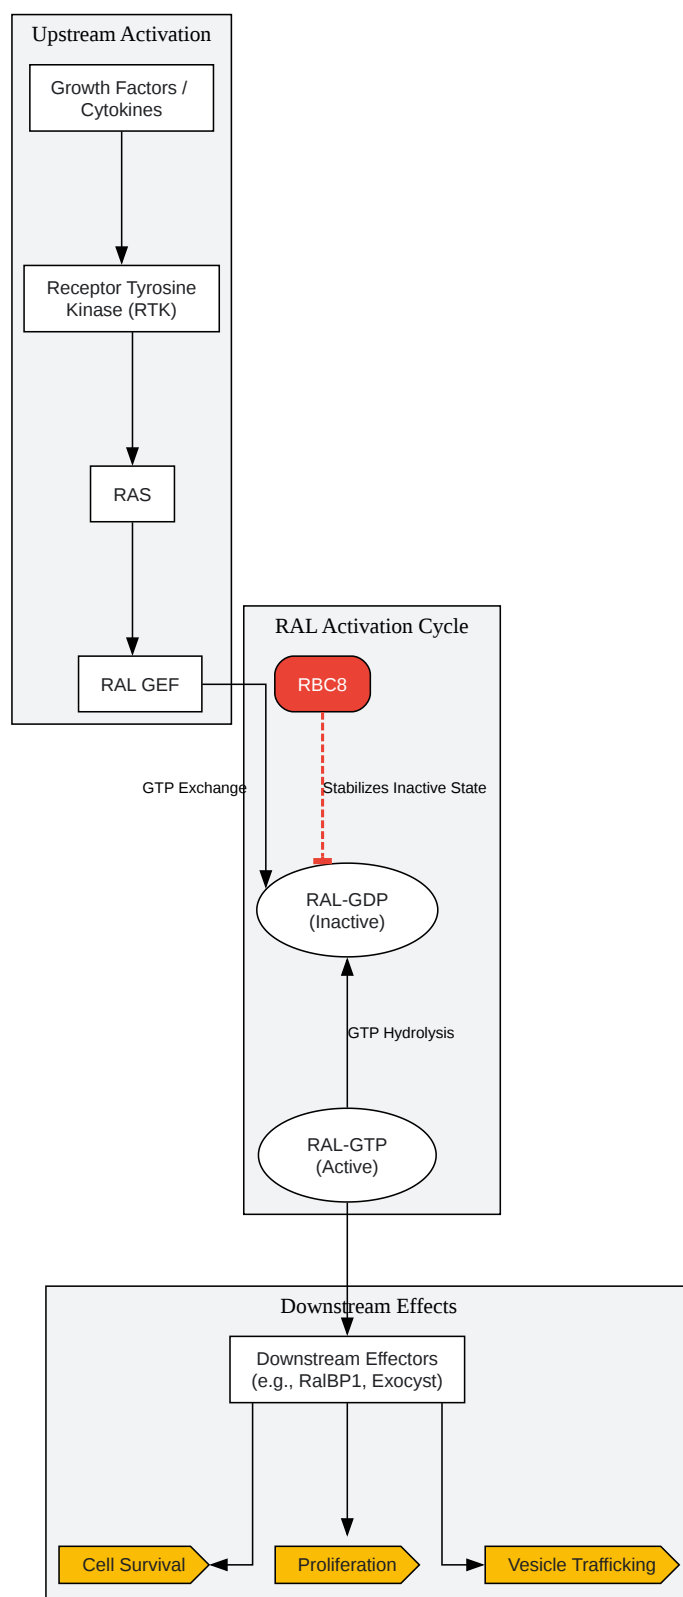 Upstream Activation
Growth Factors /
Cytokines
Receptor Tyrosine
Kinase (RTK)
RAS
RAL GEF
RAL Activation Cycle
RBC8
GTP Exchange
Stabilizes Inactive State
RAL-GDP
(Inactive)
GTP Hydrolysis
RAL-GTP
(Active)
Downstream Effects
Downstream Effectors
(e.g., RalBP1, Exocyst)
Cell Survival
Proliferation
Vesicle Trafficking